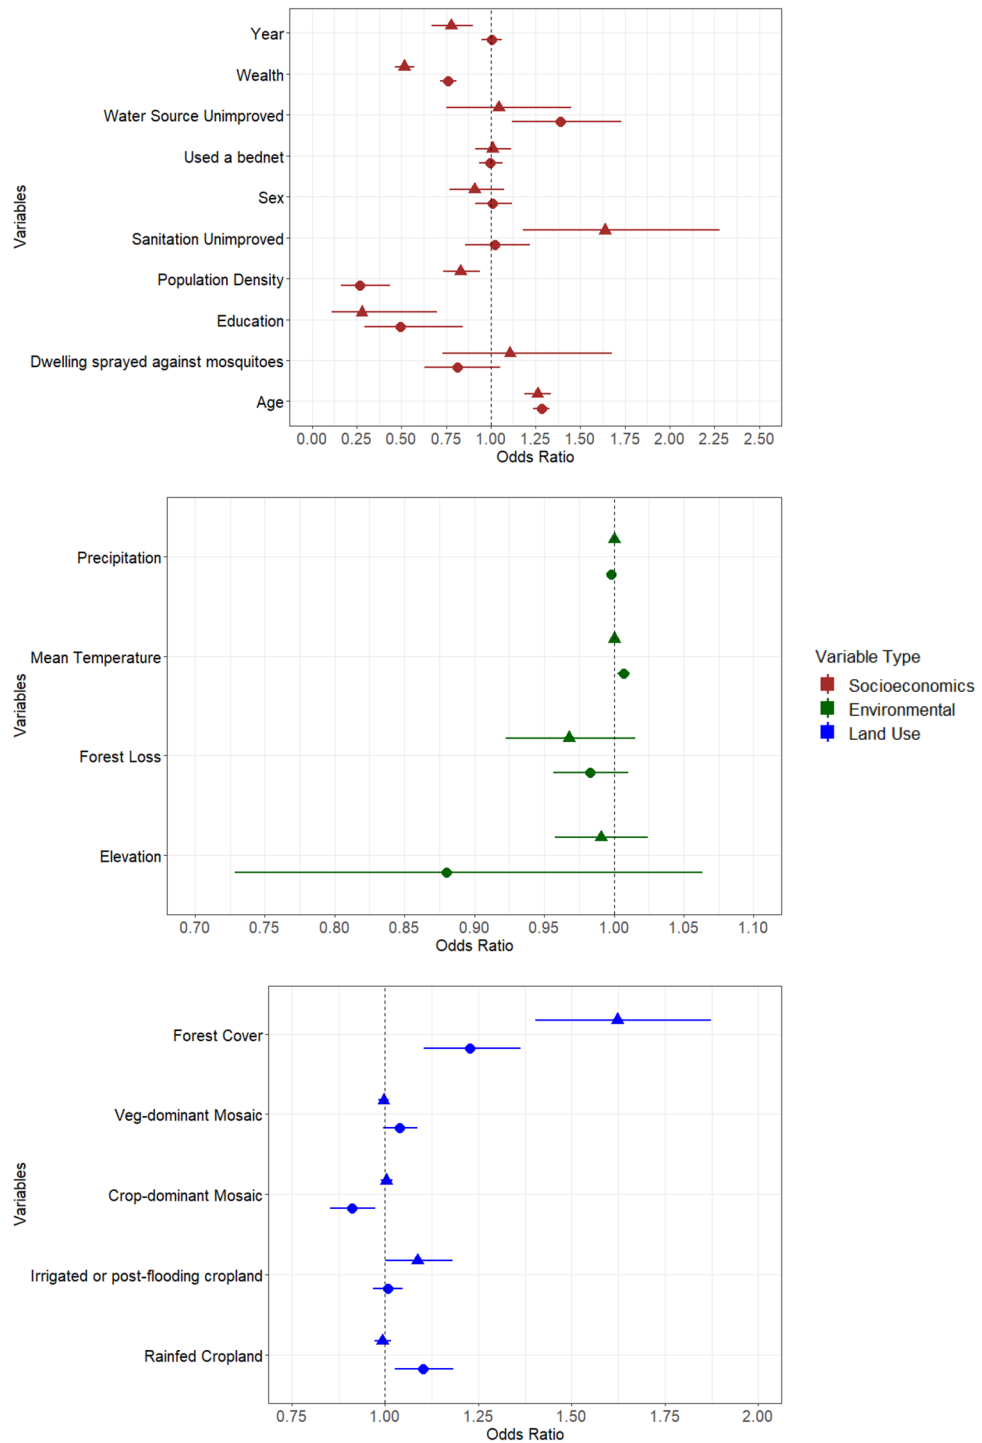 Variables
Year
Wealth
Water Source Unimproved
Used a bednet
Sex
Sanitation Unimproved
Population Density
Education
Dwelling sprayed against mosquitoes
Age
0.00 0.25 0.50 0.75 1.00 1.25 1.50 1.75 2.00 2.25 2.50
Odds Ratio
Variables
Precipitation
Mean Temperature
Forest Loss
Elevation
0.70 0.75 0.80 0.85 0.90 0.95 1.00 1.05 1.10
Odds Ratio
Variable Type
Socioeconomics
Environmental
Land Use
Variables
Forest Cover
Veg-dominant Mosaic
Crop-dominant Mosaic
Irrigated or post-flooding cropland
Rainfed Cropland
0.75 1.00 1.25 1.50 1.75 2.00
Odds Ratio